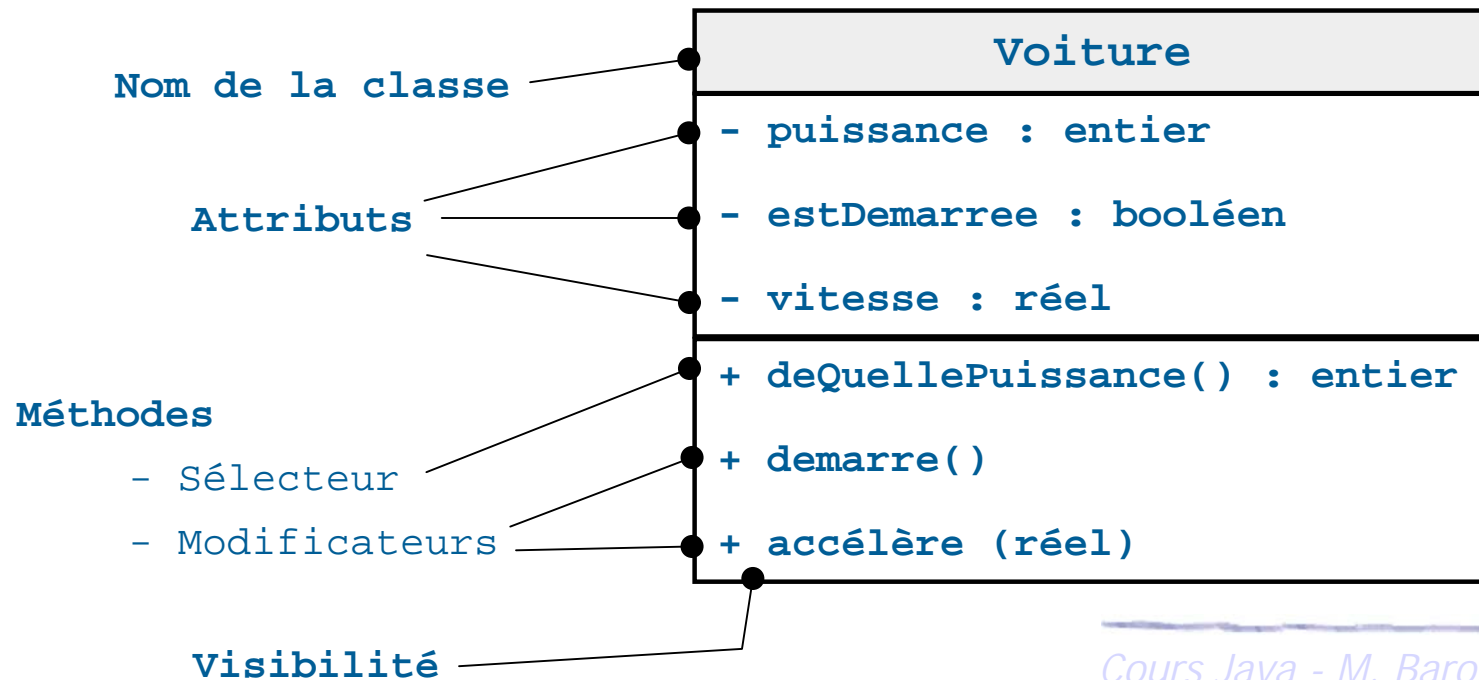 Voiture
Nom de la classe
- puissance : entier
Attributs
- estDemarree : booléen
- vitesse : réel
+ deQuellePuissance() : entier
Méthodes
- Sélecteur
+ demarre()
- Modificateurs
+ accélère (réel)
Visibilité
Cours Java - M.